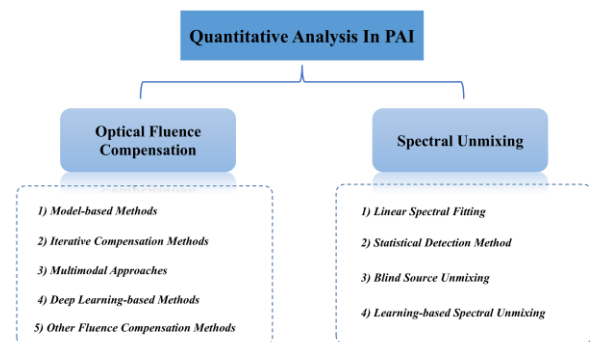 Quantitative Analysis In PAI
Optical Fluence
Compensation
1) Model-based Methods
2) Iterative Compensation Methods
3) Multimodal Approaches
4) Deep Learning-based Methods
5) Other Fluence Compensation Methods
Spectral Unmixing
1) Linear Spectral Fitting
2) Statistical Detection Method
3) Blind Source Unmixing
4) Learning-based Spectral Unmixing